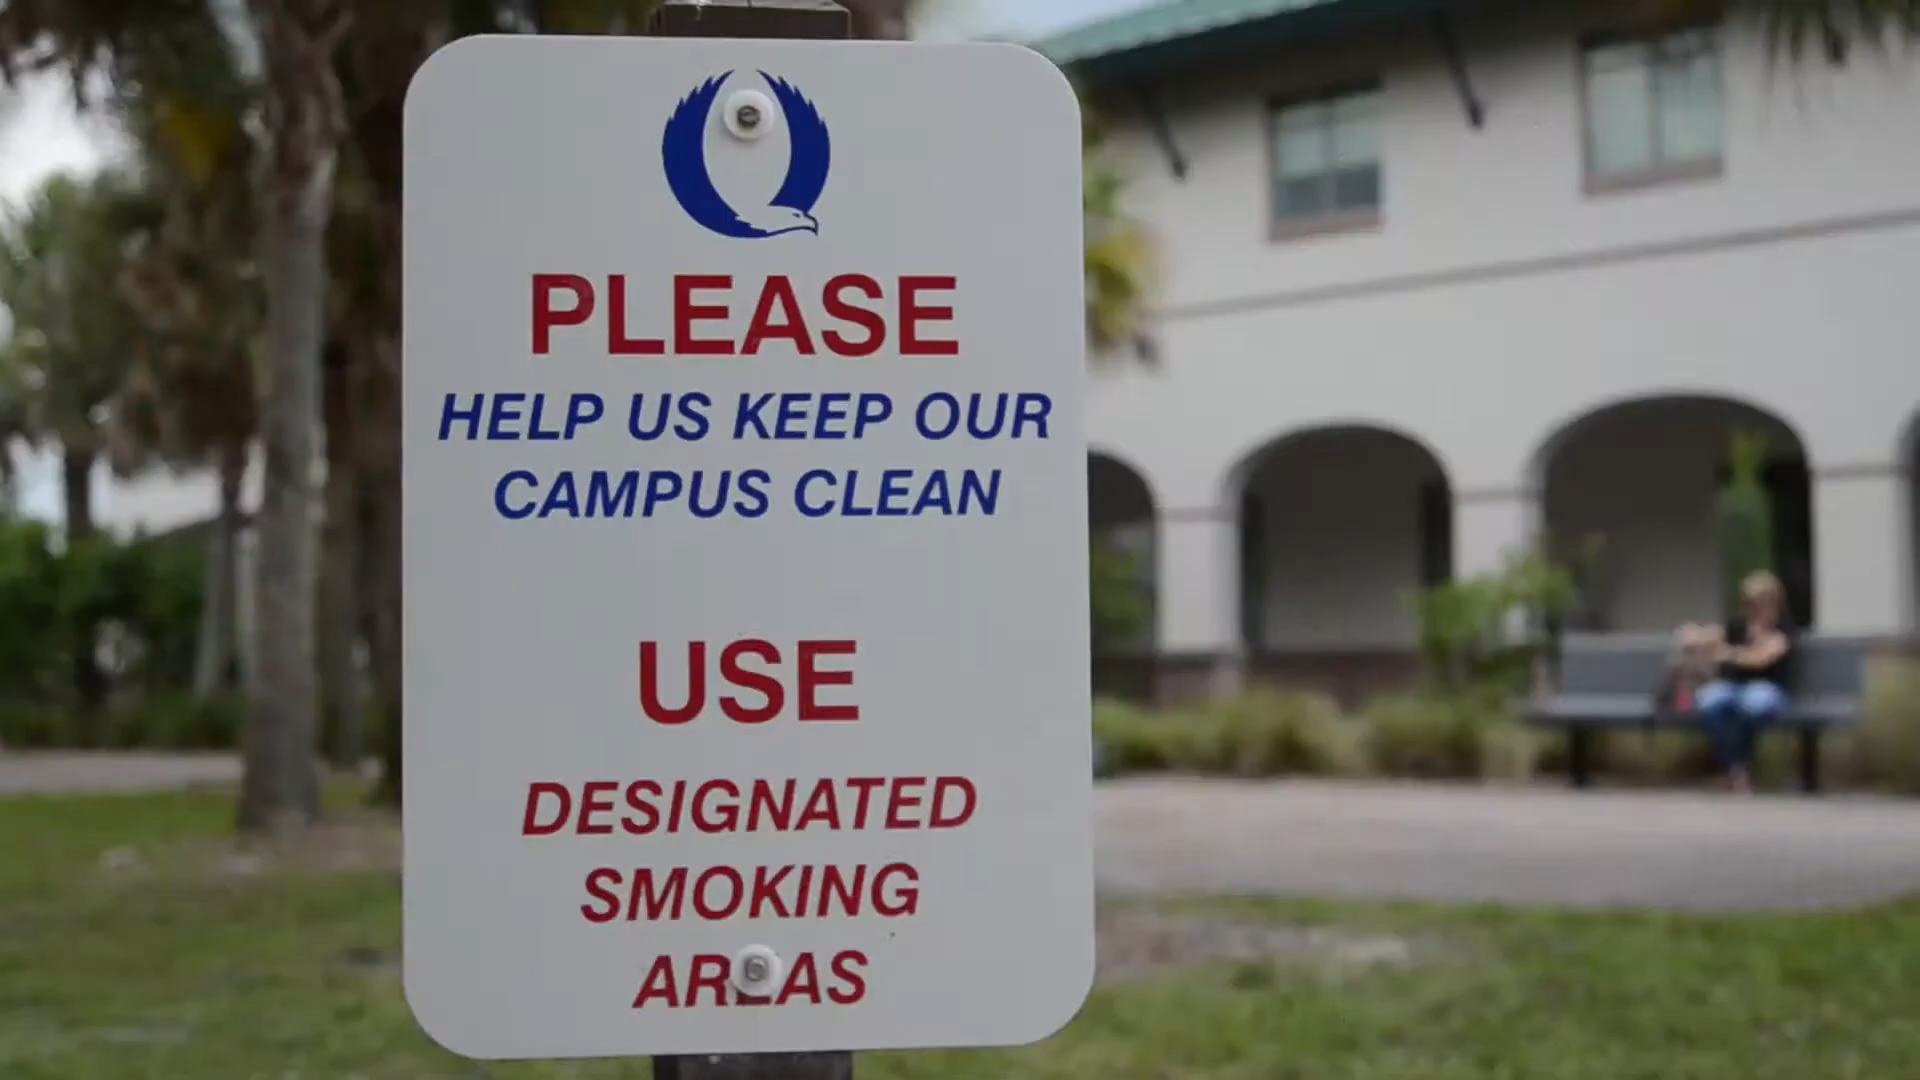 PLEASE
HELP US KEEP OUR
CAMPUS CLEAN
USE
DESIGNATED
SMOKING
AREAS